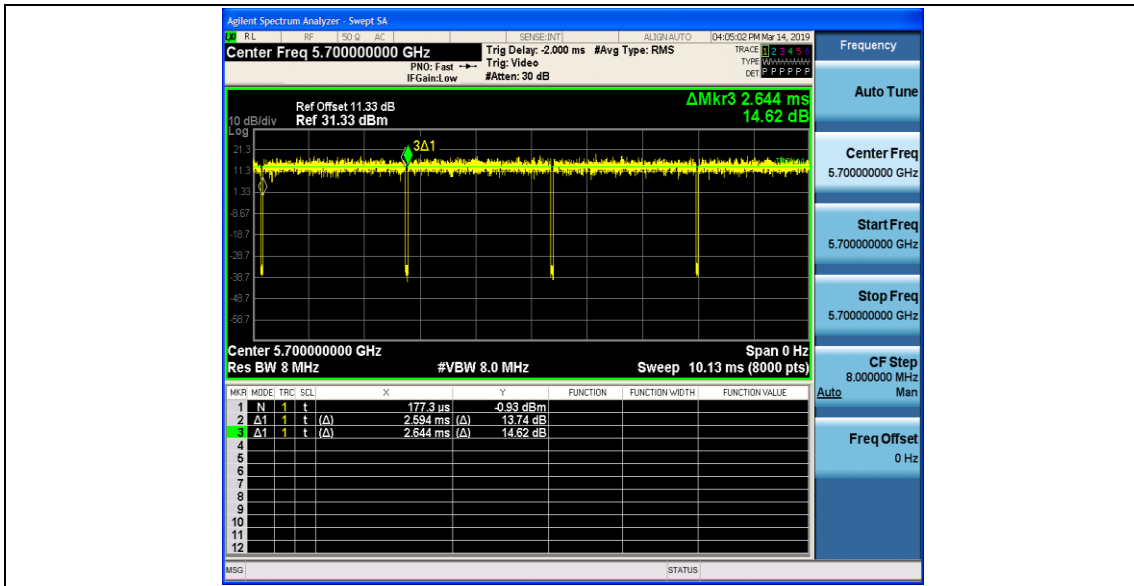 Agilent Spectrum Analyzer - Swept SA
RL RF 50 Ω AC SENSE:INT ALIGNAUTO 04:05:02 PM Mar 14, 2019
Center Freq 5.700000000 GHz
PNO: Fast
IFGain:Low
Trig Delay: -2.000 ms #Avg Type: RMS
Trig: Video
#Atten: 30 dB
TRACE 1 2 3 4 5 6
TYPE
DET P P P P P P
Ref Offset 11.33 dB
10 dB/div Ref 31.33 dBm
Log
ΔMkr3 2.644 ms
14.62 dB
3Δ1
21.3
11.3
1.33
-8.67
-18.7
-28.7
-38.7
-48.7
-58.7
Center 5.700000000 GHz Span 0 Hz
Res BW 8 MHz #VBW 8.0 MHz Sweep 10.13 ms (8000 pts)
MKR MODE TRC SCL X Y FUNCTION FUNCTION WIDTH FUNCTION VALUE
1 N 1 t 177.3 µs -0.93 dBm
2 Δ1 1 t (Δ) 2.594 ms (Δ) 13.74 dB
3 Δ1 1 t (Δ) 2.644 ms (Δ) 14.62 dB
4
5
6
7
8
9
10
11
12
MSG STATUS
Frequency
Auto Tune
Center Freq
5.700000000 GHz
Start Freq
5.700000000 GHz
Stop Freq
5.700000000 GHz
CF Step
8.000000 MHz
Auto Man
Freq Offset
0 Hz